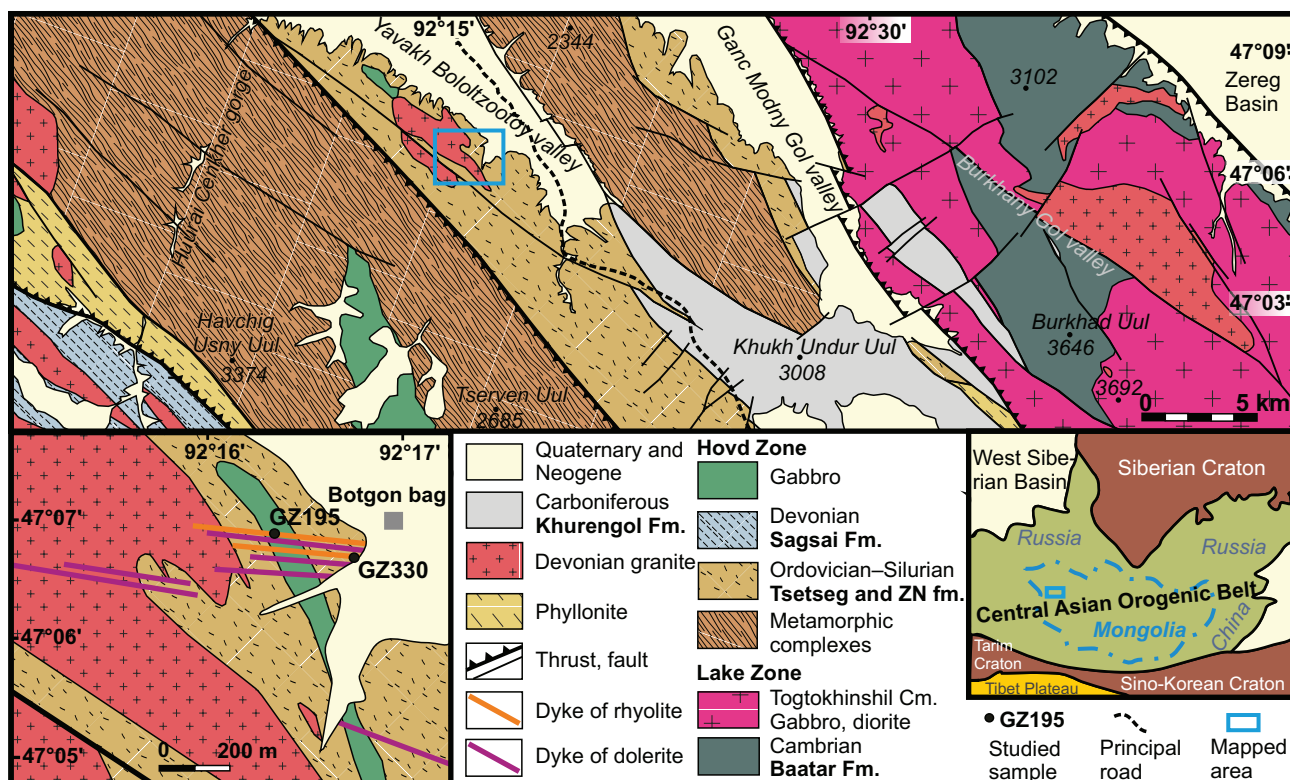 92°15'
92°30'
47°09'
Zereg
Basin
2344
3102
Yavakh Bololtzootoy valley
Ganc Modny Gol valley
47°06'
Burkhany Gol valley
Havchig
Usny Uul
3374
Tserven Uul
2685
Khukh Undur Uul
3008
47°03'
Burkhad Uul
3646
3692
0 5 km
92°16' 92°17'
Botgon bag
47°07'
GZ195
GZ330
47°06'
47°05'
0 200 m
Quaternary and
Neogene
Carboniferous
Khurengol Fm.
Devonian granite
Phyllonite
Thrust, fault
Dyke of rhyolite
Dyke of dolerite
Hovd Zone
Gabbro
Devonian
Sagsai Fm.
Ordovician–Silurian
Tsetseg and ZN fm.
Metamorphic
complexes
Lake Zone
Togtokhinshil Cm.
Gabbro, diorite
Cambrian
Baatar Fm.
West Sibe-
rian Basin
Siberian Craton
Russia
Russia
Central Asian Orogenic Belt
Mongolia
China
Tarim
Craton
Sino-Korean Craton
Tibet Plateau
GZ195
Studied
sample
Principal
road
Mapped
area